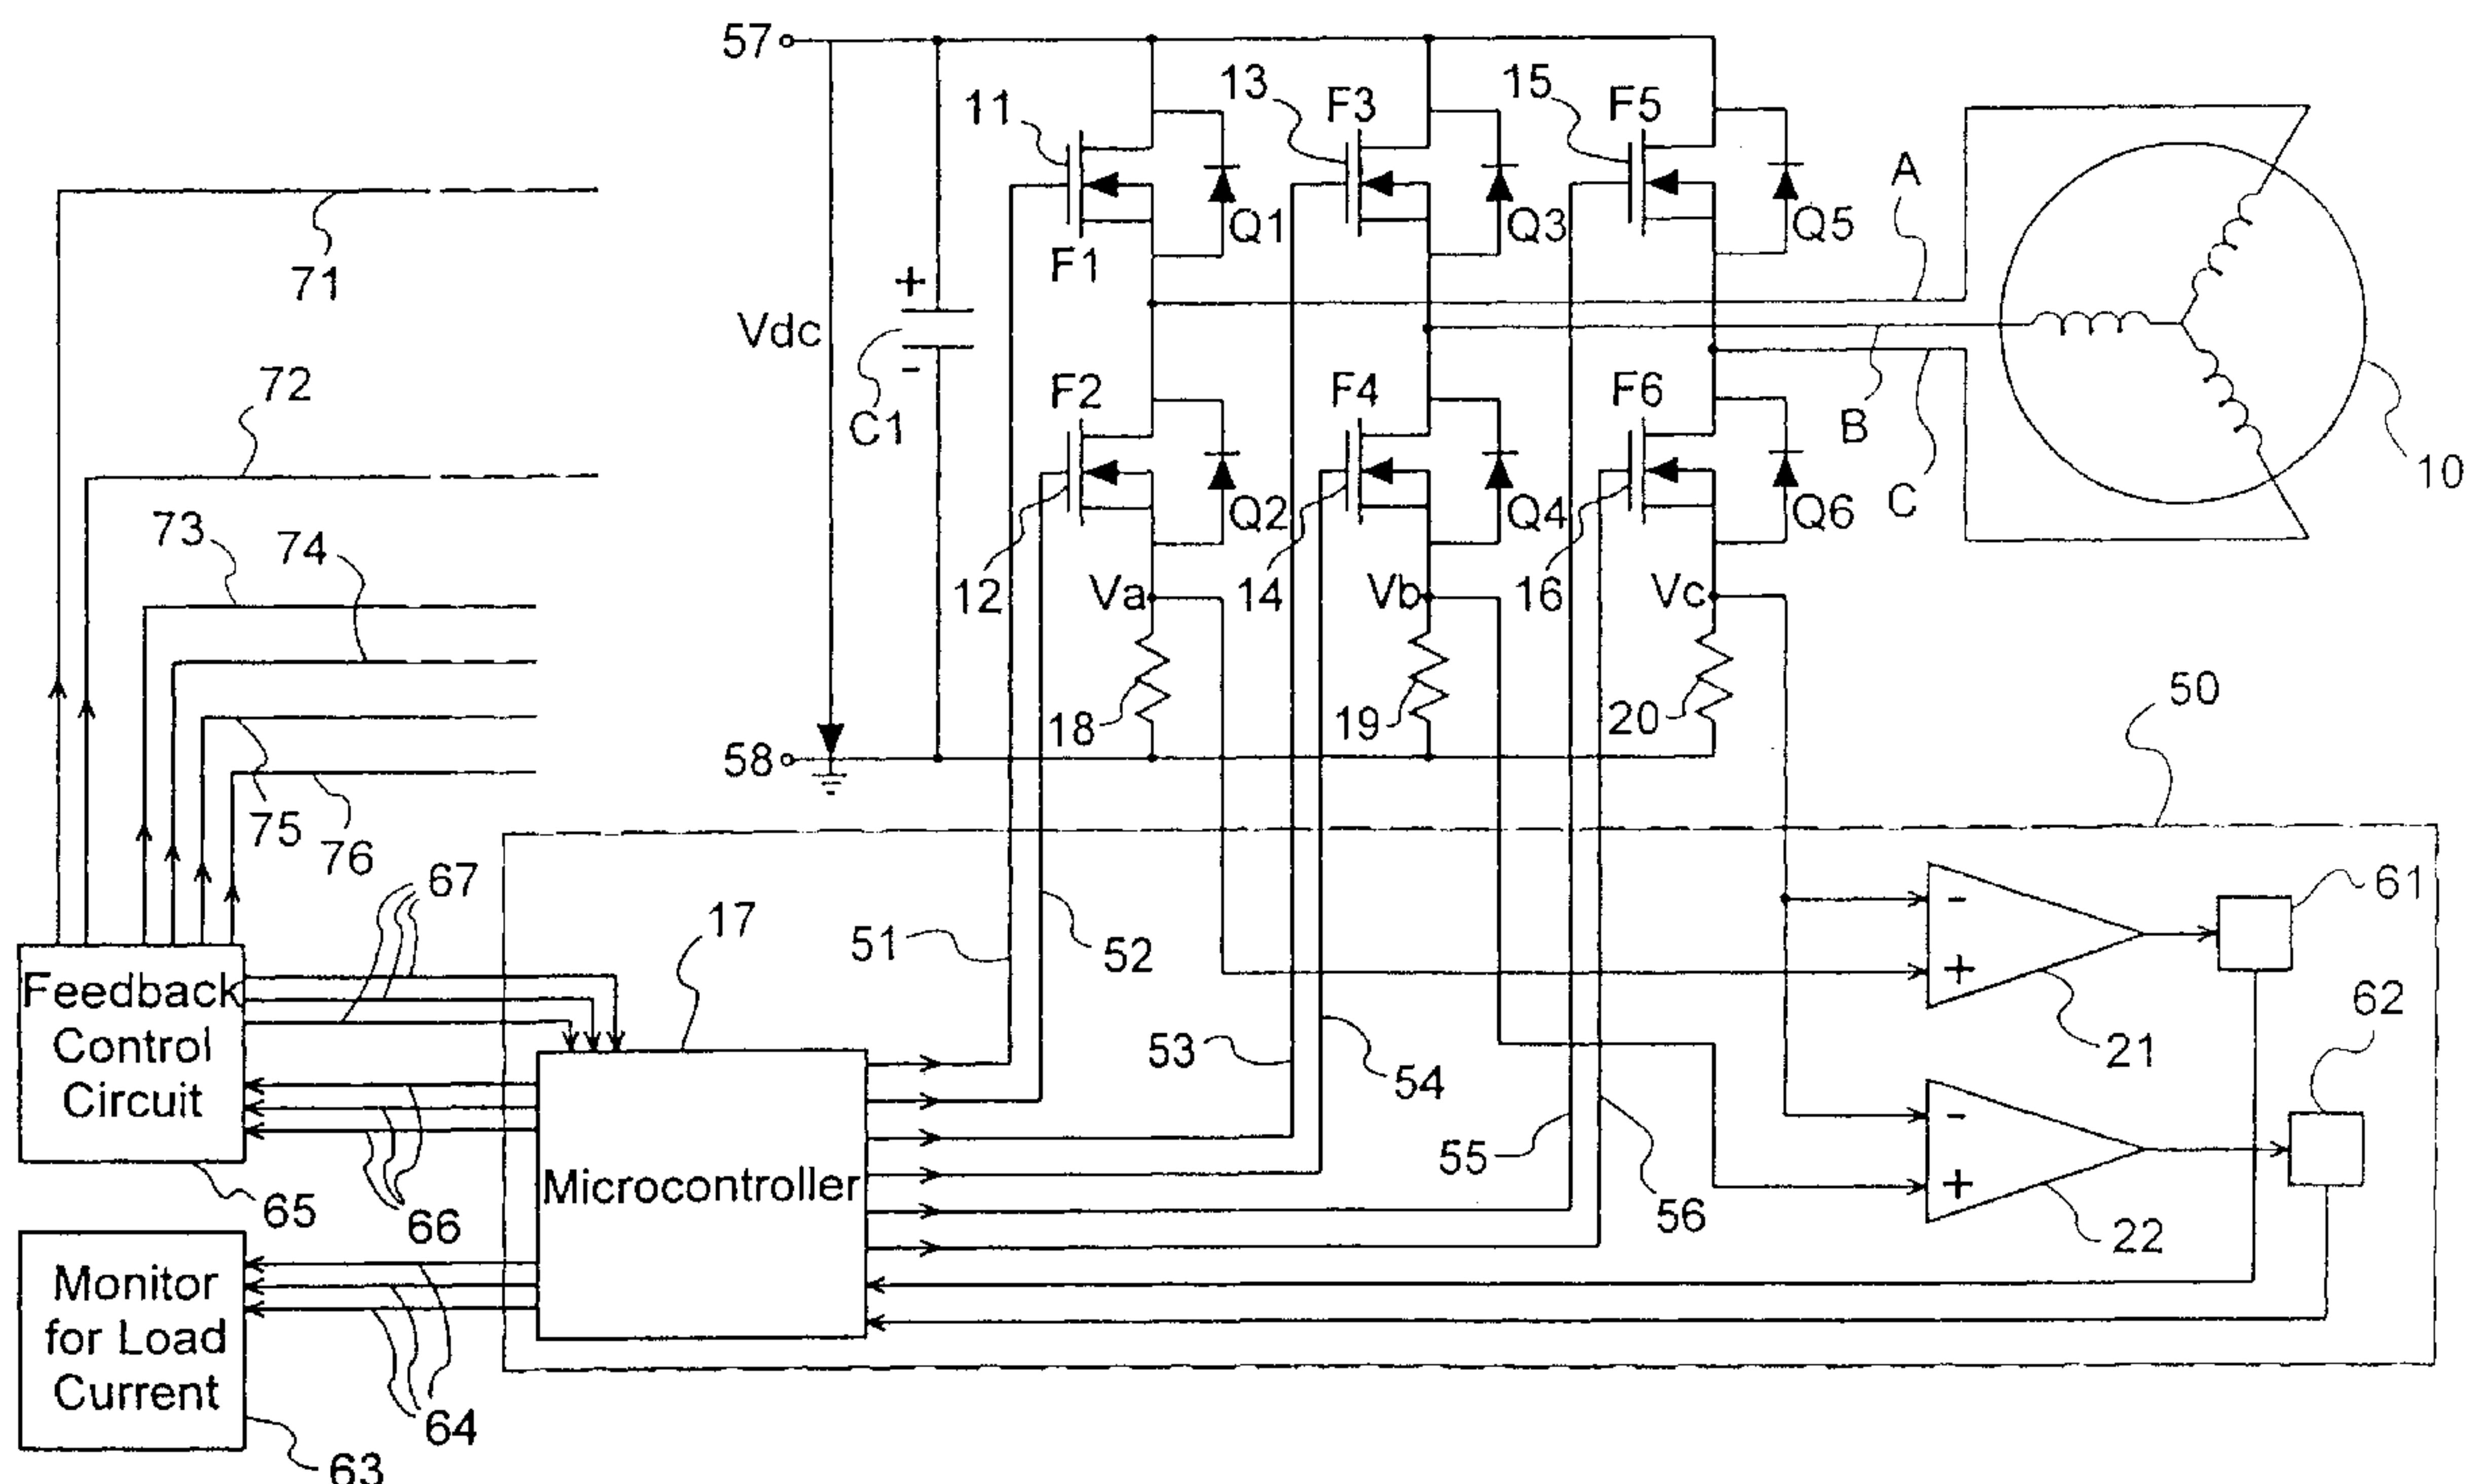 57
11
13
F3
15
F5
A
71
Q1
Q3
Q5
F1
+
Vdc
-
C1
72
F2
F4
F6
B
C
10
73
74
Q2
Q4
Q6
12
Va
14
Vb
16
Vc
18
19
20
50
58
75
76
67
17
51
52
-
+
61
21
62
Feedback
Control
Circuit
53
54
55
56
-
+
22
Microcontroller
65
66
Monitor
for Load
Current
64
63